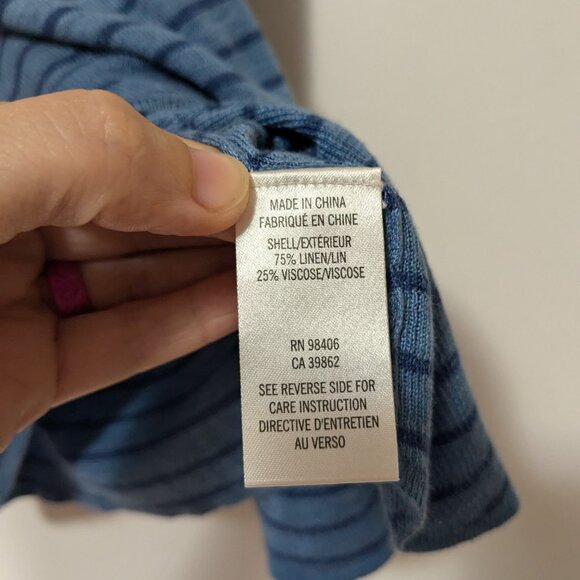 MADE IN CHINA
FABRIQUÉ EN CHINE
SHELL/EXTÉRIEUR
75% LINEN/LIN
25% VISCOSE/VISCOSE
RN 98406
CA 39862
SEE REVERSE SIDE FOR
CARE INSTRUCTION
DIRECTIVE D'ENTRETIEN
AU VERSO